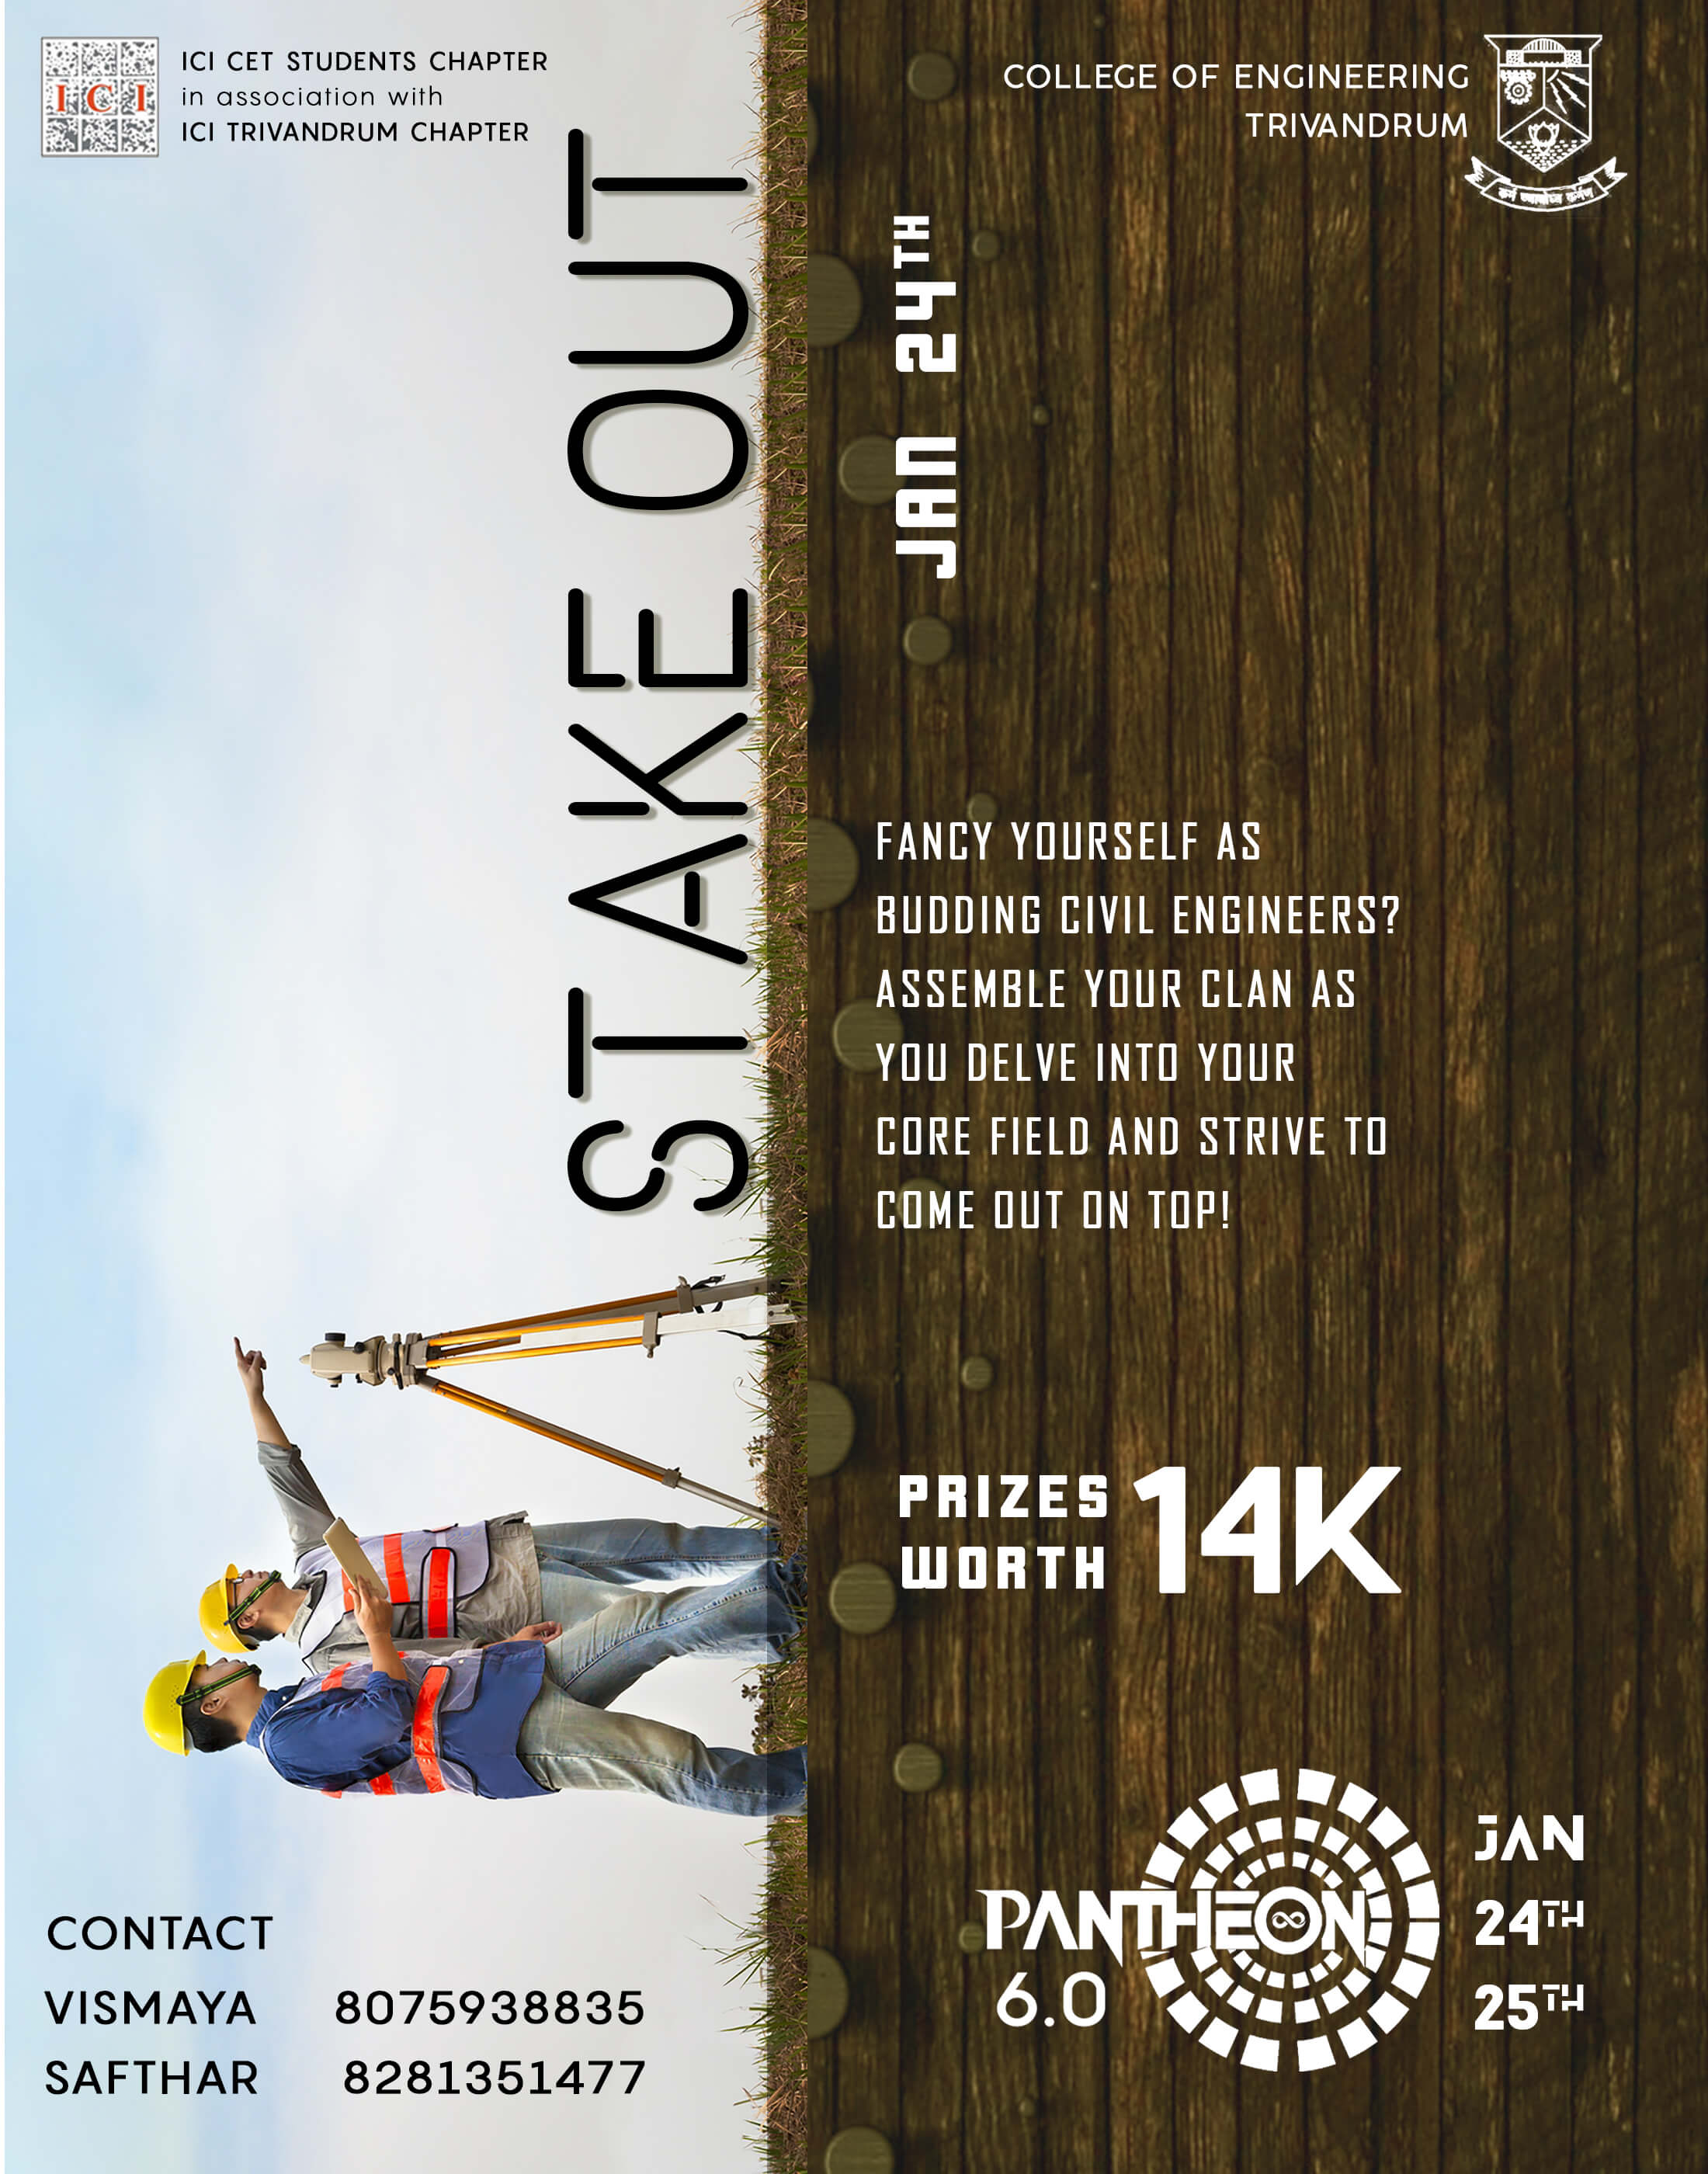 ICI
ICI CET STUDENTS CHAPTER
in association with
ICI TRIVANDRUM CHAPTER
COLLEGE OF ENGINEERING
TRIVANDRUM
STAKE OUT
JAN 24TH
FANCY YOURSELF AS
BUDDING CIVIL ENGINEERS?
ASSEMBLE YOUR CLAN AS
YOU DELVE INTO YOUR
CORE FIELD AND STRIVE TO
COME OUT ON TOP!
PRIZES
WORTH
14K
PANTHEON
6.0
JAN
24TH
25TH
CONTACT
VISMAYA 8075938835
SAFTHAR 8281351477